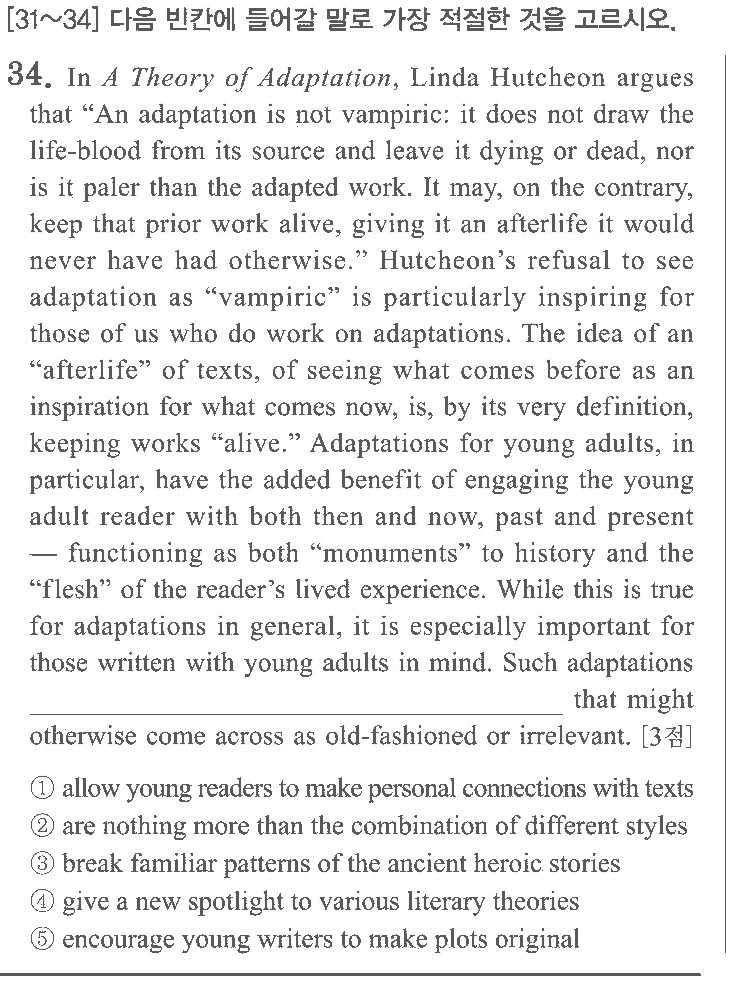 [31～34] 다음 빈칸에 들어갈 말로 가장 적절한 것을 고르시오.
34. In A Theory of Adaptation, Linda Hutcheon argues
that “An adaptation is not vampiric: it does not draw the
life-blood from its source and leave it dying or dead, nor
is it paler than the adapted work. It may, on the contrary,
keep that prior work alive, giving it an afterlife it would
never have had otherwise.” Hutcheon’s refusal to see
adaptation as “vampiric” is particularly inspiring for
those of us who do work on adaptations. The idea of an
“afterlife” of texts, of seeing what comes before as an
inspiration for what comes now, is, by its very definition,
keeping works “alive.” Adaptations for young adults, in
particular, have the added benefit of engaging the young
adult reader with both then and now, past and present
— functioning as both “monuments” to history and the
“flesh” of the reader’s lived experience. While this is true
for adaptations in general, it is especially important for
those written with young adults in mind. Such adaptations
that might
otherwise come across as old-fashioned or irrelevant. [3점]
① allow young readers to make personal connections with texts
② are nothing more than the combination of different styles
③ break familiar patterns of the ancient heroic stories
④ give a new spotlight to various literary theories
⑤ encourage young writers to make plots original